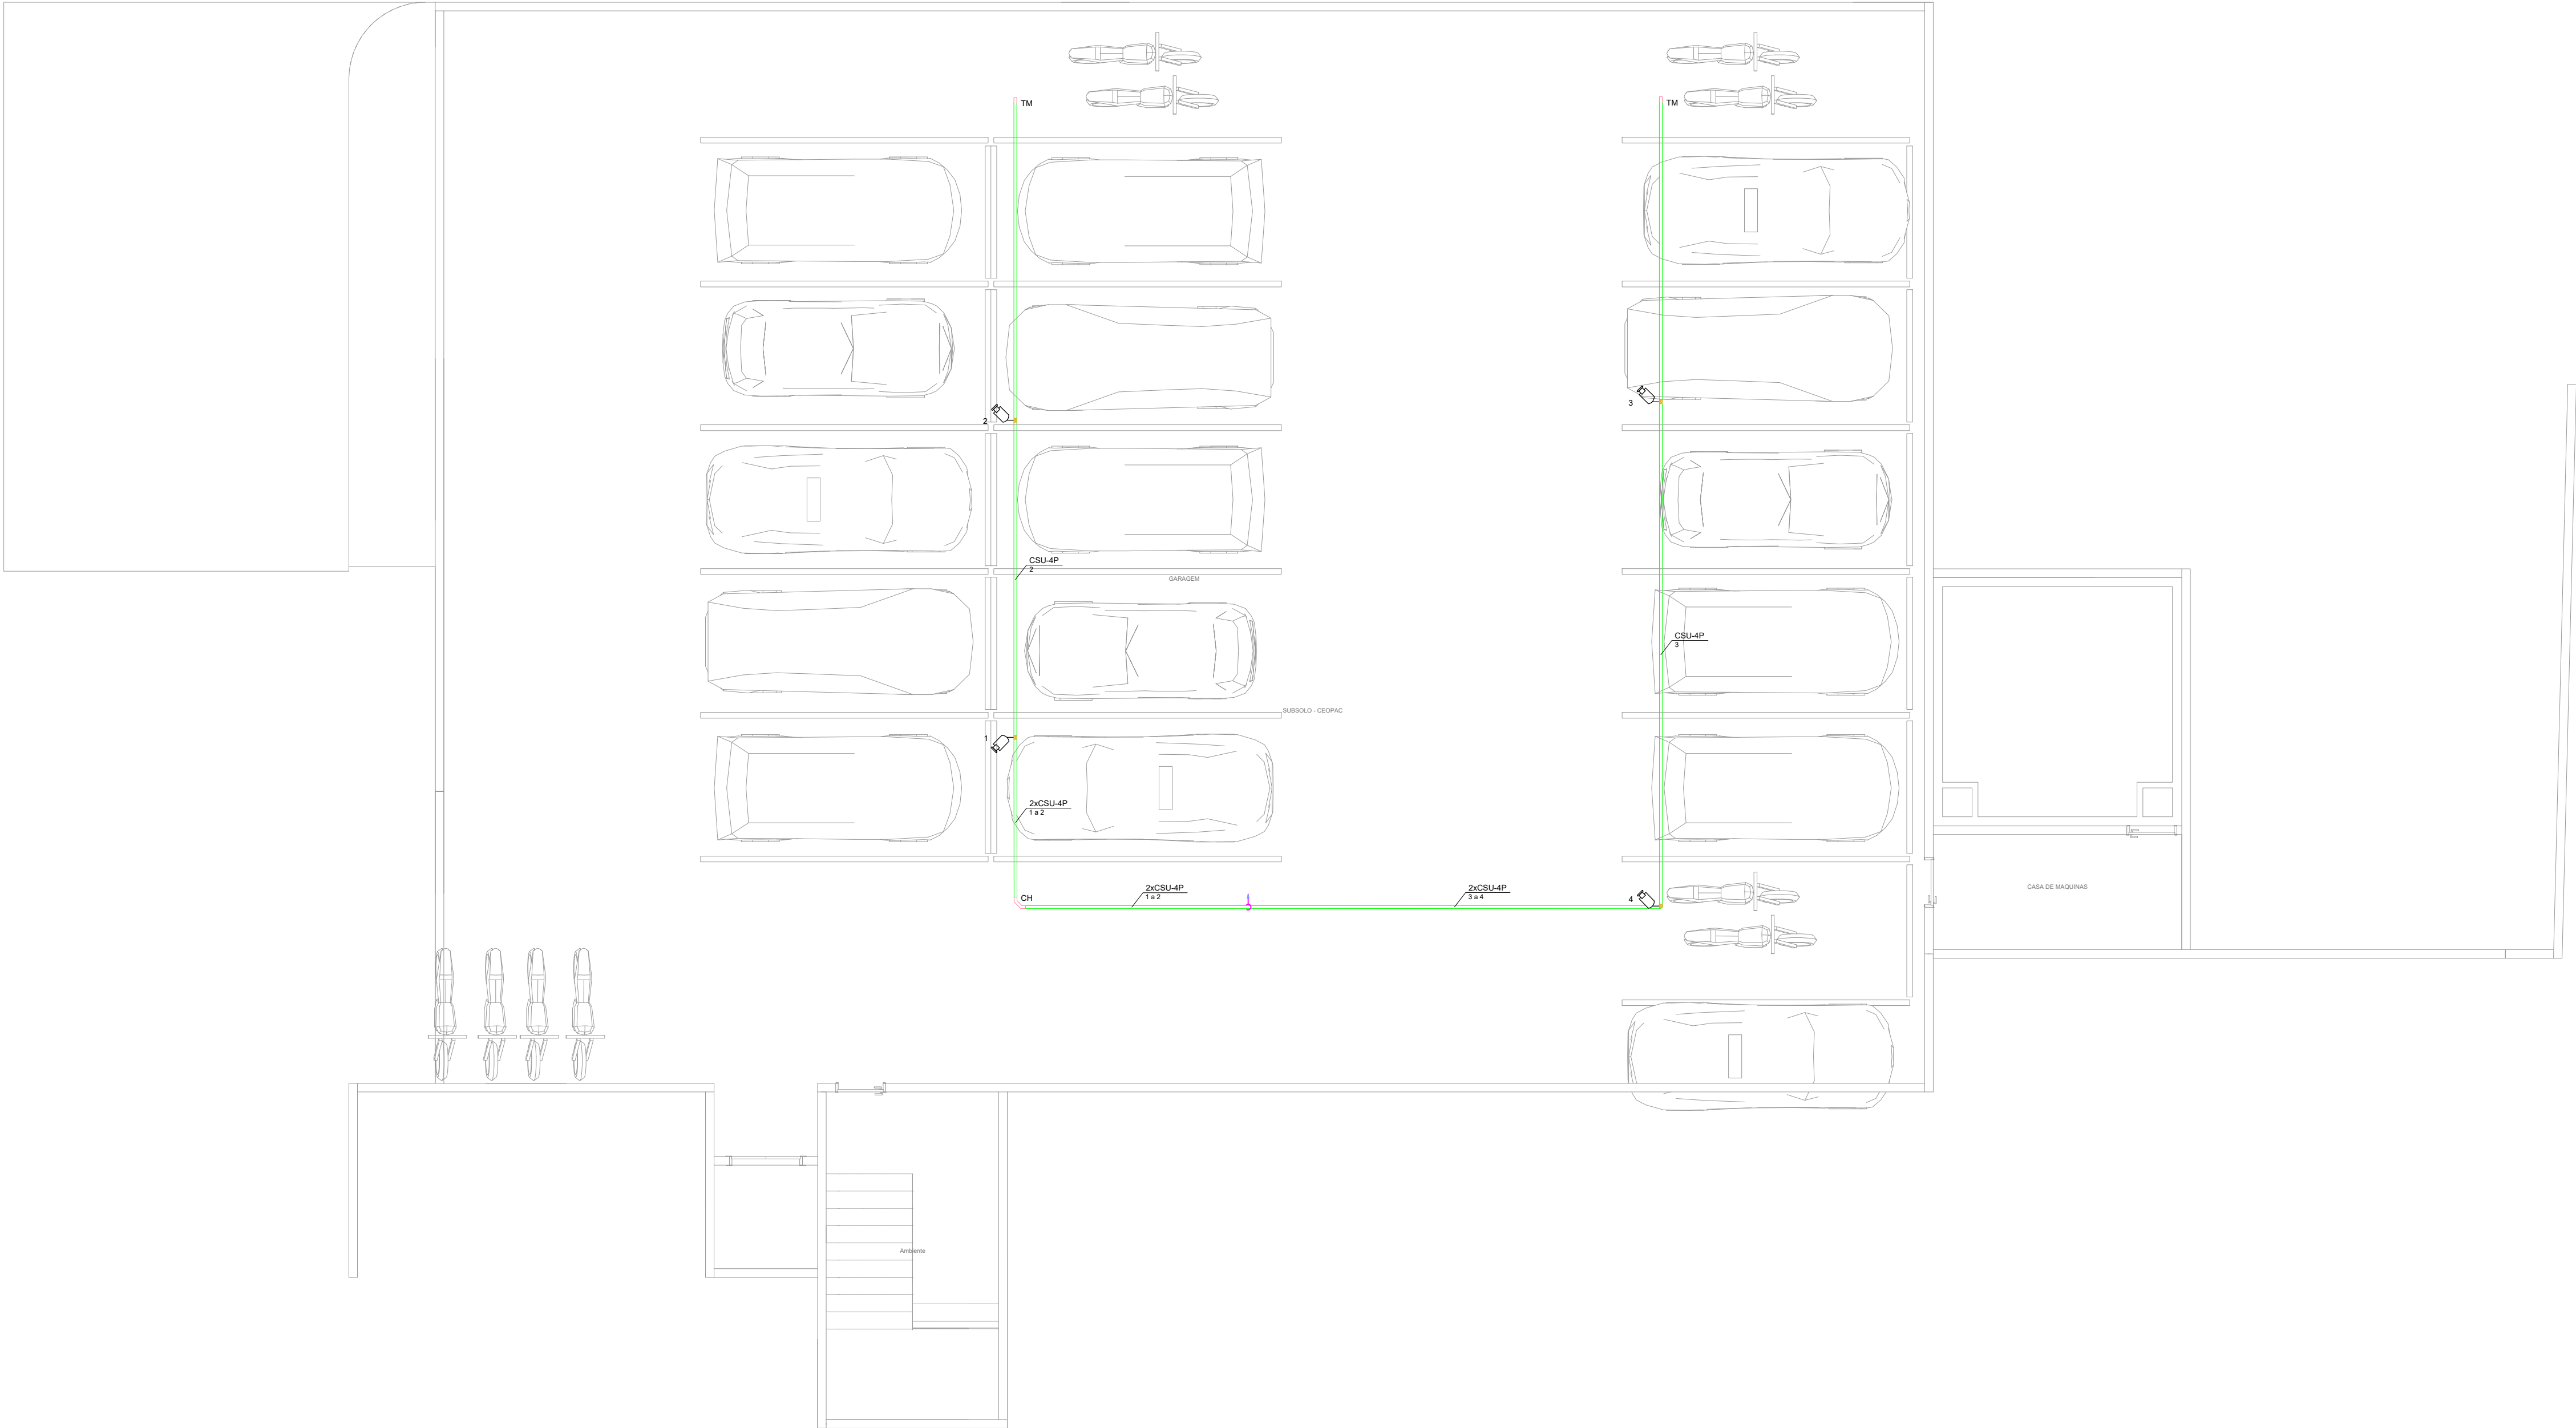 TM
TM
3
2
CSU-4P
2
GARAGEM
CSU-4P
3
SUBSOLO - CEOPAC
1
2xCSU-4P
1 a 2
CH
2xCSU-4P
1 a 2
2xCSU-4P
3 a 4
4
CASA DE MAQUINAS
Ambiente